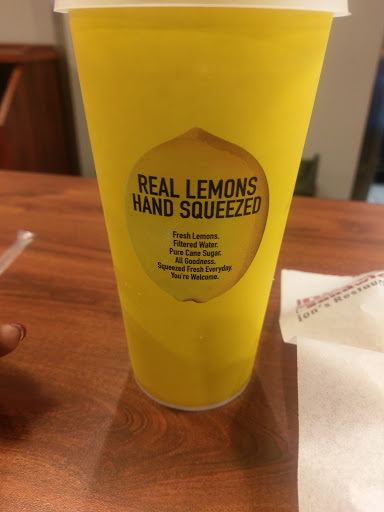 REAL LEMONS
HAND SQUEEZED
Fresh Lemons.
Filtered Water.
Pure Cane Sugar.
All Goodness.
Squeezed Fresh Everyday.
You're Welcome.